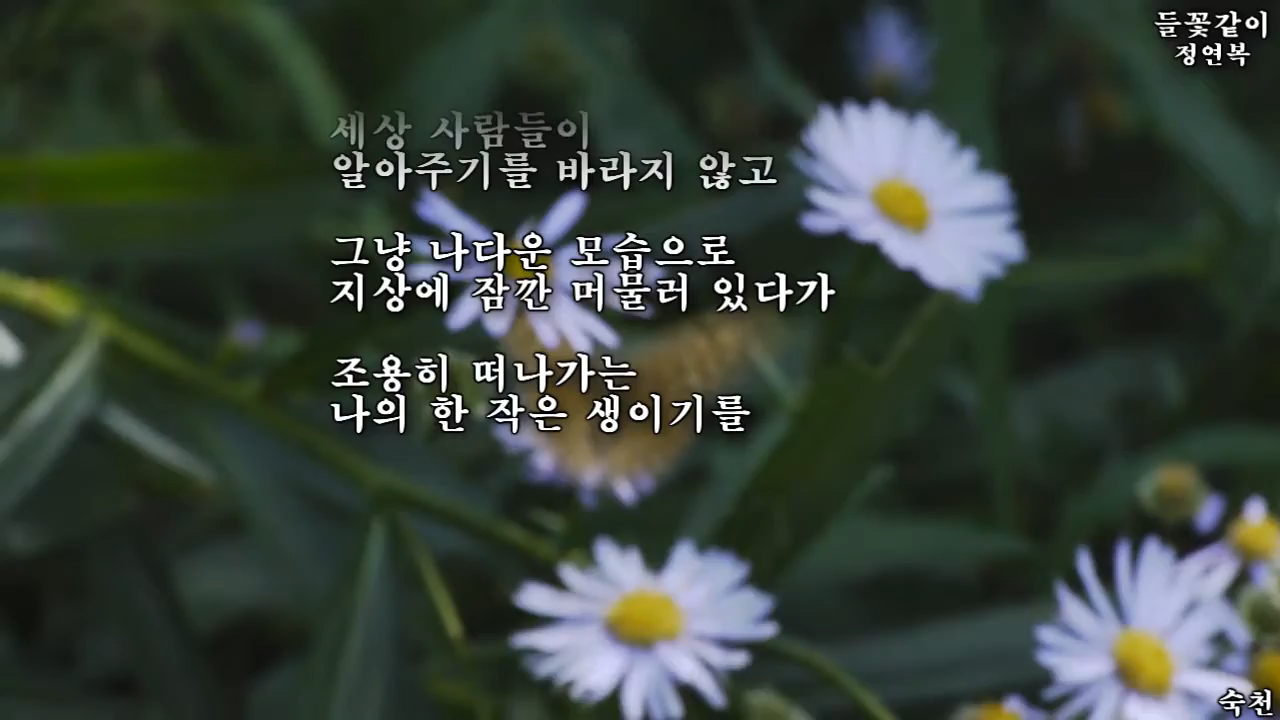 들꽃같이
정연복
세상 사람들이
알아주기를 바라지 않고
그냥 나다운 모습으로
지상에 잠깐 머물러 있다가
조용히 떠나가는
나의 한 작은 생이기를
숙천